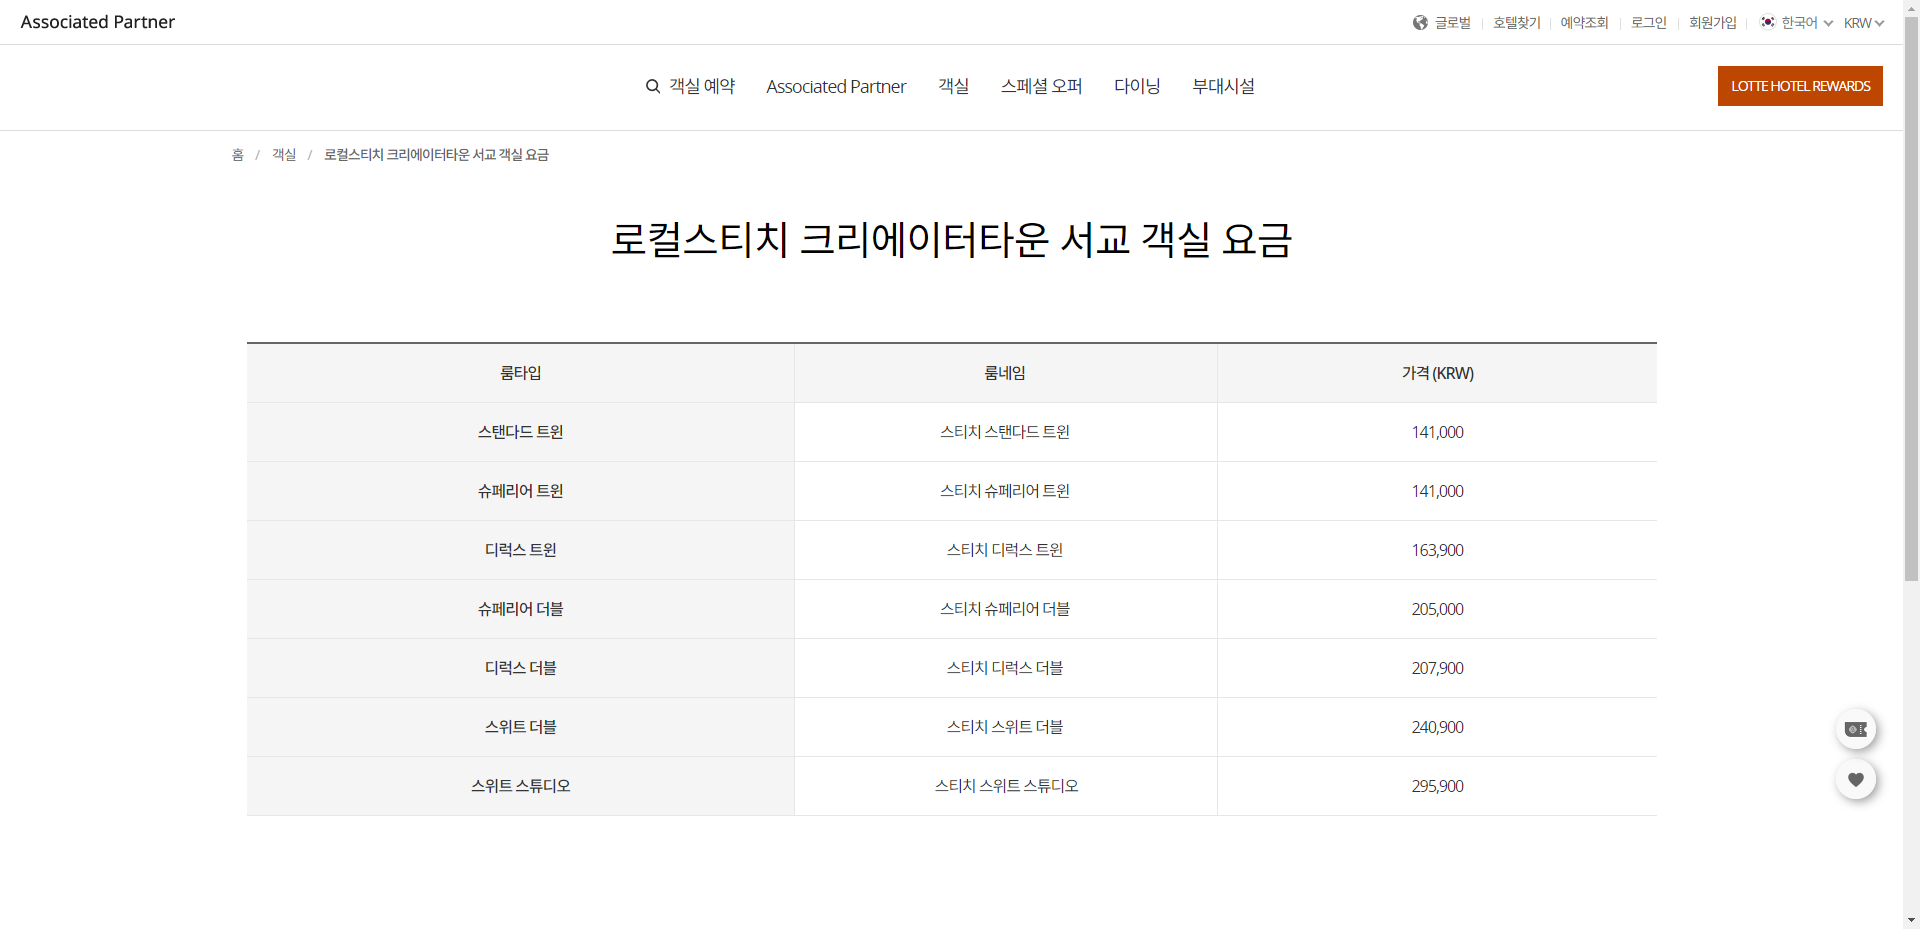 Associated Partner
글로벌 호텔찾기 예약조회 로그인 회원가입 한국어 KRW
객실 예약 Associated Partner 객실 스페셜 오퍼 다이닝 부대시설
LOTTE HOTEL REWARDS
홈 / 객실 / 로컬스티치 크리에이터타운 서교 객실 요금
로컬스티치 크리에이터타운 서교 객실 요금
룸타입 룸네임 가격 (KRW)
스탠다드 트윈 스티치 스탠다드 트윈 141,000
슈페리어 트윈 스티치 슈페리어 트윈 141,000
디럭스 트윈 스티치 디럭스 트윈 163,900
슈페리어 더블 스티치 슈페리어 더블 205,000
디럭스 더블 스티치 디럭스 더블 207,900
스위트 더블 스티치 스위트 더블 240,900
스위트 스튜디오 스티치 스위트 스튜디오 295,900